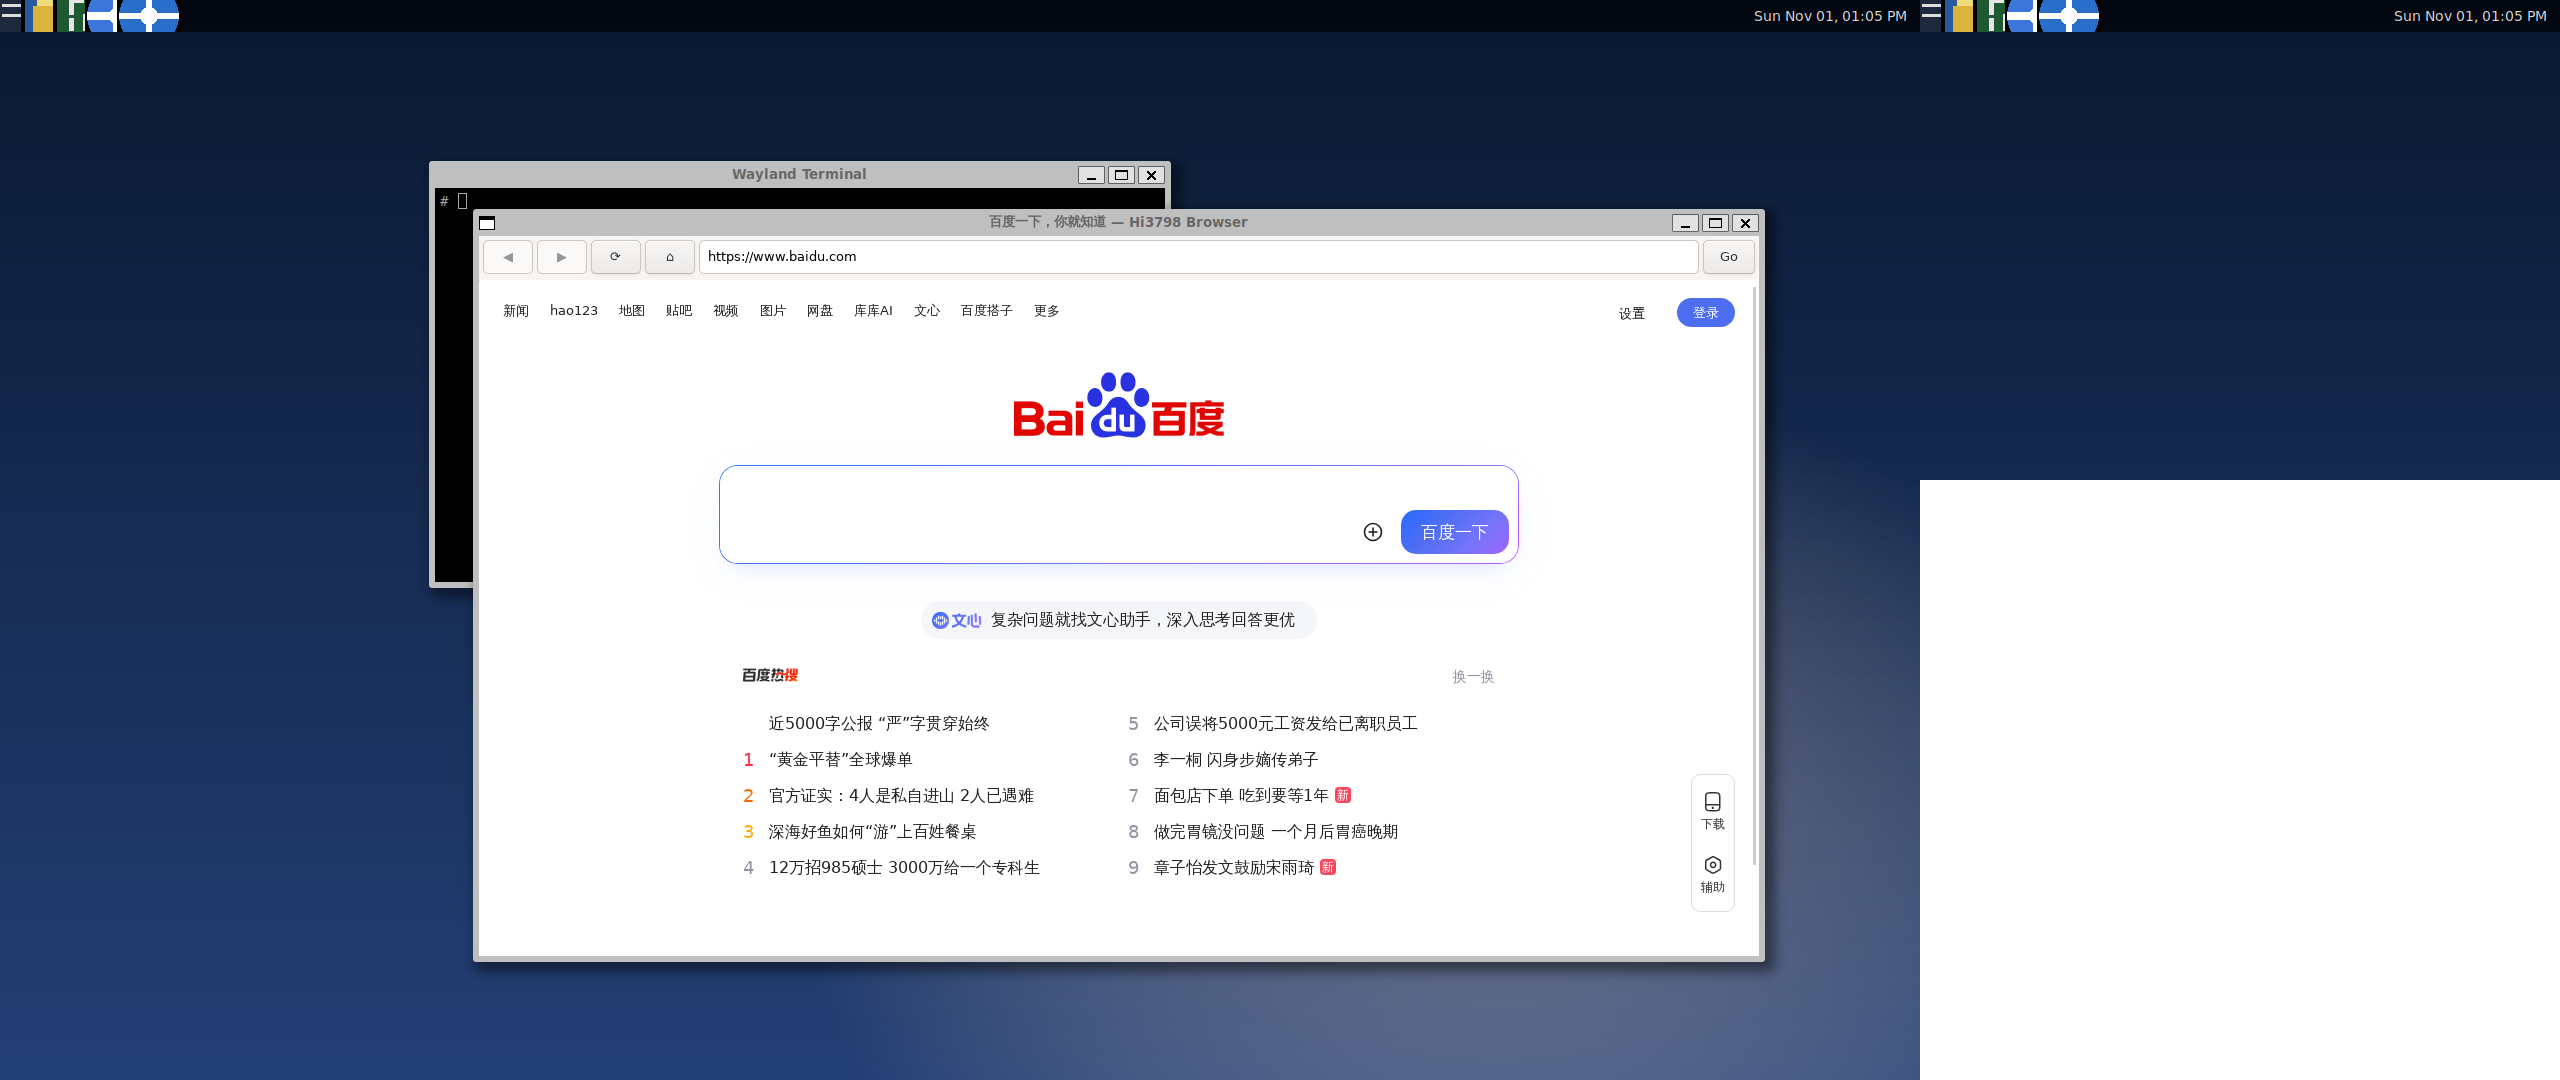 Sun Nov 01, 01:05 PM
Sun Nov 01, 01:05 PM
Wayland Terminal
#
百度一下，你就知道 — Hi3798 Browser
https://www.baidu.com
Go
新闻 hao123 地图 贴吧 视频 图片 网盘 库库AI 文心 百度搭子 更多
设置 登录
Bai du 百度
百度一下
文心 复杂问题就找文心助手，深入思考回答更优
百度热搜
换一换
近5000字公报 “严”字贯穿始终
1 “黄金平替”全球爆单
2 官方证实：4人是私自进山 2人已遇难
3 深海好鱼如何“游”上百姓餐桌
4 12万招985硕士 3000万给一个专科生
5 公司误将5000元工资发给已离职员工
6 李一桐 闪身步嫡传弟子
7 面包店下单 吃到要等1年 新
8 做完胃镜没问题 一个月后胃癌晚期
9 章子怡发文鼓励宋雨琦 新
下载
辅助